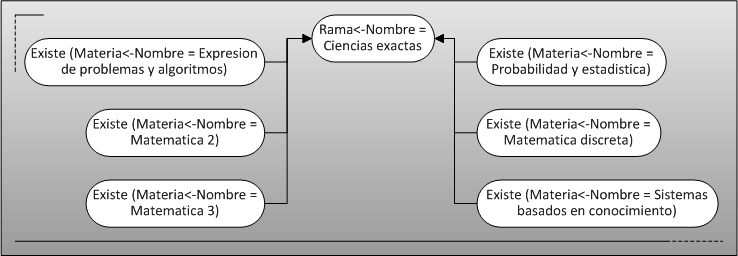 Rama<-Nombre =
Ciencias exactas
Existe (Materia<-Nombre = Expresion
de problemas y algoritmos)
Existe (Materia<-Nombre =
Probabilidad y estadistica)
Existe (Materia<-Nombre =
Matematica 2)
Existe (Materia<-Nombre =
Matematica discreta)
Existe (Materia<-Nombre =
Matematica 3)
Existe (Materia<-Nombre = Sistemas
basados en conocimiento)